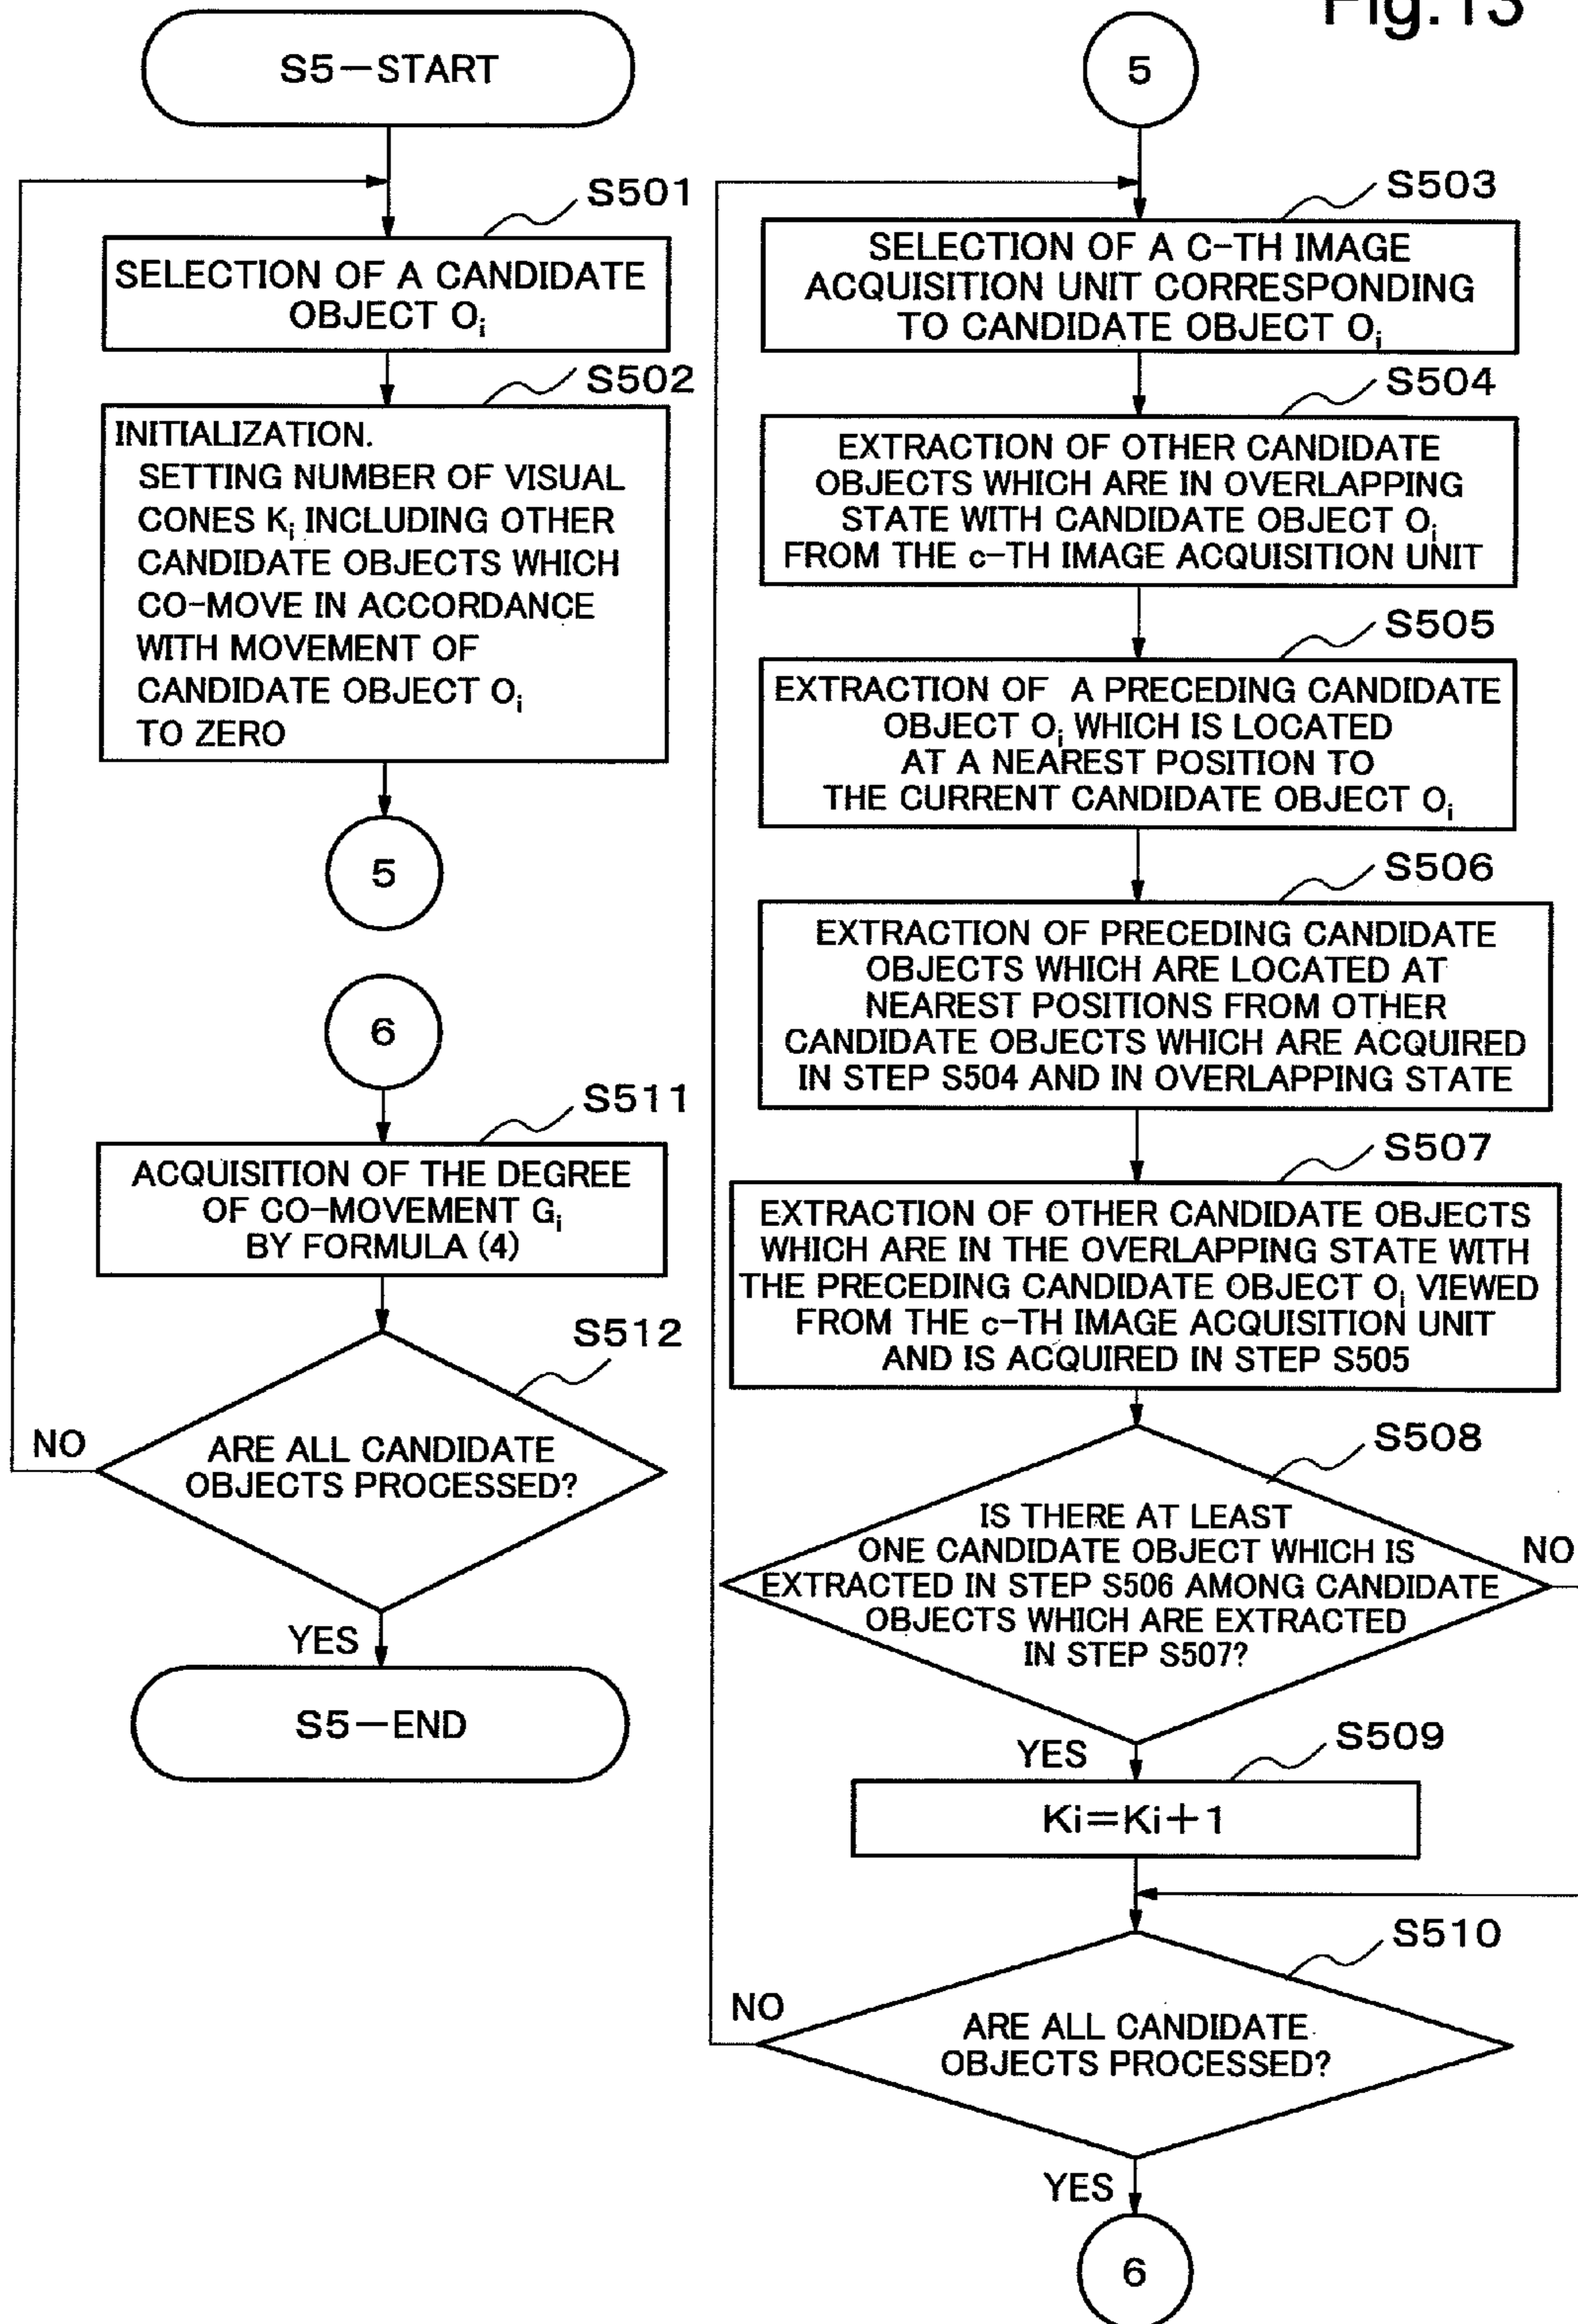 Fig.13
S5-START
S501
SELECTION OF A CANDIDATE
OBJECT Oi
S502
INITIALIZATION.
SETTING NUMBER OF VISUAL
CONES Ki INCLUDING OTHER
CANDIDATE OBJECTS WHICH
CO-MOVE IN ACCORDANCE
WITH MOVEMENT OF
CANDIDATE OBJECT Oi
TO ZERO
5
6
S511
ACQUISITION OF THE DEGREE
OF CO-MOVEMENT Gi
BY FORMULA (4)
S512
NO
ARE ALL CANDIDATE
OBJECTS PROCESSED?
YES
S5-END
5
S503
SELECTION OF A C-TH IMAGE
ACQUISITION UNIT CORRESPONDING
TO CANDIDATE OBJECT Oi
S504
EXTRACTION OF OTHER CANDIDATE
OBJECTS WHICH ARE IN OVERLAPPING
STATE WITH CANDIDATE OBJECT Oi
FROM THE c-TH IMAGE ACQUISITION UNIT
S505
EXTRACTION OF A PRECEDING CANDIDATE
OBJECT Oj WHICH IS LOCATED
AT A NEAREST POSITION TO
THE CURRENT CANDIDATE OBJECT Oi
S506
EXTRACTION OF PRECEDING CANDIDATE
OBJECTS WHICH ARE LOCATED AT
NEAREST POSITIONS FROM OTHER
CANDIDATE OBJECTS WHICH ARE ACQUIRED
IN STEP S504 AND IN OVERLAPPING STATE
S507
EXTRACTION OF OTHER CANDIDATE OBJECTS
WHICH ARE IN THE OVERLAPPING STATE WITH
THE PRECEDING CANDIDATE OBJECT Oj VIEWED
FROM THE c-TH IMAGE ACQUISITION UNIT
AND IS ACQUIRED IN STEP S505
S508
IS THERE AT LEAST
ONE CANDIDATE OBJECT WHICH IS
EXTRACTED IN STEP S506 AMONG CANDIDATE
OBJECTS WHICH ARE EXTRACTED
IN STEP S507?
NO
YES
S509
Ki=Ki+1
S510
NO
ARE ALL CANDIDATE
OBJECTS PROCESSED?
YES
6